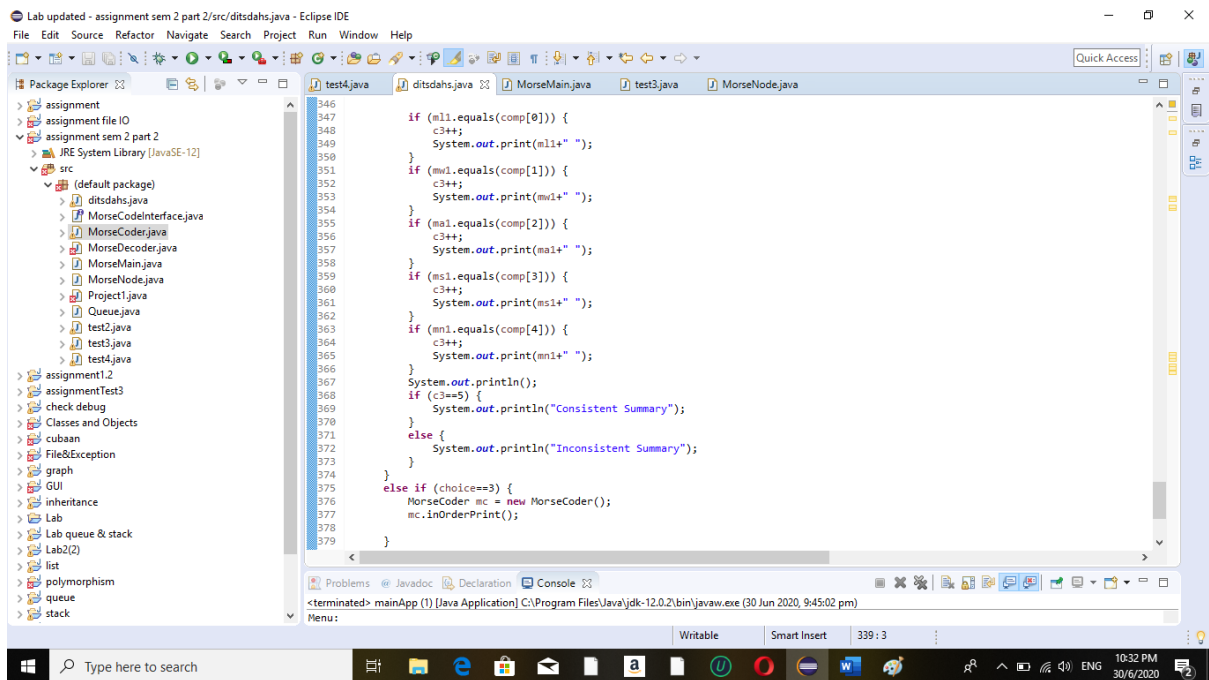 Lab updated - assignment sem 2 part 2/src/ditsdahs.java - Eclipse IDE
File Edit Source Refactor Navigate Search Project Run Window Help
Quick Access
Package Explorer
assignment
assignment file IO
assignment sem 2 part 2
JRE System Library [JavaSE-12]
src
(default package)
ditsdahs.java
MorseCodeInterface.java
MorseCoder.java
MorseDecoder.java
MorseMain.java
MorseNode.java
Project1.java
Queue.java
test2.java
test3.java
test4.java
assignment1.2
assignmentTest3
check debug
Classes and Objects
cubaan
File&Exception
graph
GUI
inheritance
Lab
Lab queue & stack
Lab2(2)
list
polymorphism
queue
stack
test4.java ditsdahs.java MorseMain.java test3.java MorseNode.java
346
347 if (ml1.equals(comp[0])) {
348 c3++;
349 System.out.print(ml1+" ");
350 }
351 if (mw1.equals(comp[1])) {
352 c3++;
353 System.out.print(mw1+" ");
354 }
355 if (ma1.equals(comp[2])) {
356 c3++;
357 System.out.print(ma1+" ");
358 }
359 if (ms1.equals(comp[3])) {
360 c3++;
361 System.out.print(ms1+" ");
362 }
363 if (mn1.equals(comp[4])) {
364 c3++;
365 System.out.print(mn1+" ");
366 }
367 System.out.println();
368 if (c3==5) {
369 System.out.println("Consistent Summary");
370 }
371 else {
372 System.out.println("Inconsistent Summary");
373 }
374 }
375 else if (choice==3) {
376 MorseCoder mc = new MorseCoder();
377 mc.inOrderPrint();
378
379 }
Problems Javadoc Declaration Console
<terminated> mainApp (1) [Java Application] C:\Program Files\Java\jdk-12.0.2\bin\javaw.exe (30 Jun 2020, 9:45:02 pm)
Menu:
Writable Smart Insert 339 : 3
Type here to search
ENG
10:32 PM
30/6/2020
2